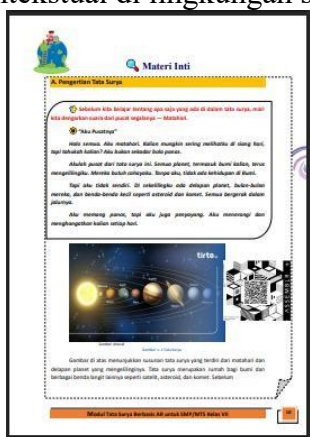 tekstual di lingkungan s
Materi Inti
A. Pengertian Tata Surya
Sebelum kita belajar tentang apa saja yang ada di dalam tata surya, mari
kita dengarkan suara dari pusat segalanya — Matahari.
"Aku Pusatnya"
Halo semua. Aku matahari. Kalian mungkin sering melihatku di siang hari,
tapi tahukah kalian? Aku bukan sekadar bola panas.
Akulah pusat dari tata surya ini. Semua planet, termasuk bumi kalian, terus
mengelilingiku. Mereka butuh cahayaku. Tanpa aku, tidak ada kehidupan di Bumi.
Tapi aku tidak sendiri. Di sekelilingku ada delapan planet, bulan-bulan
mereka, dan benda-benda kecil seperti asteroid dan komet. Semua bergerak dalam
jalurnya.
Aku memang panas, tapi aku juga penyayang. Aku menerangi dan
menghangatkan kalian setiap hari.
tirto
ASSEMBLR
Gambar di atas menunjukkan susunan tata surya yang terdiri dari matahari dan
delapan planet yang mengelilinginya. Tata surya merupakan rumah bagi bumi dan
berbagai benda langit lainnya seperti satelit, asteroid, dan komet. Sebelum
Modul Tata Surya Berbasis AR untuk SMP/MTS Kelas VII